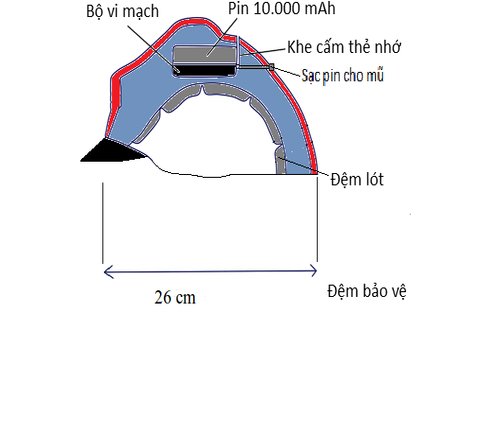 Bộ vi mạch
Pin 10.000 mAh
Khe cấm thẻ nhớ
Sạc pin cho mũ
Đệm lót
26 cm
Đệm bảo vệ